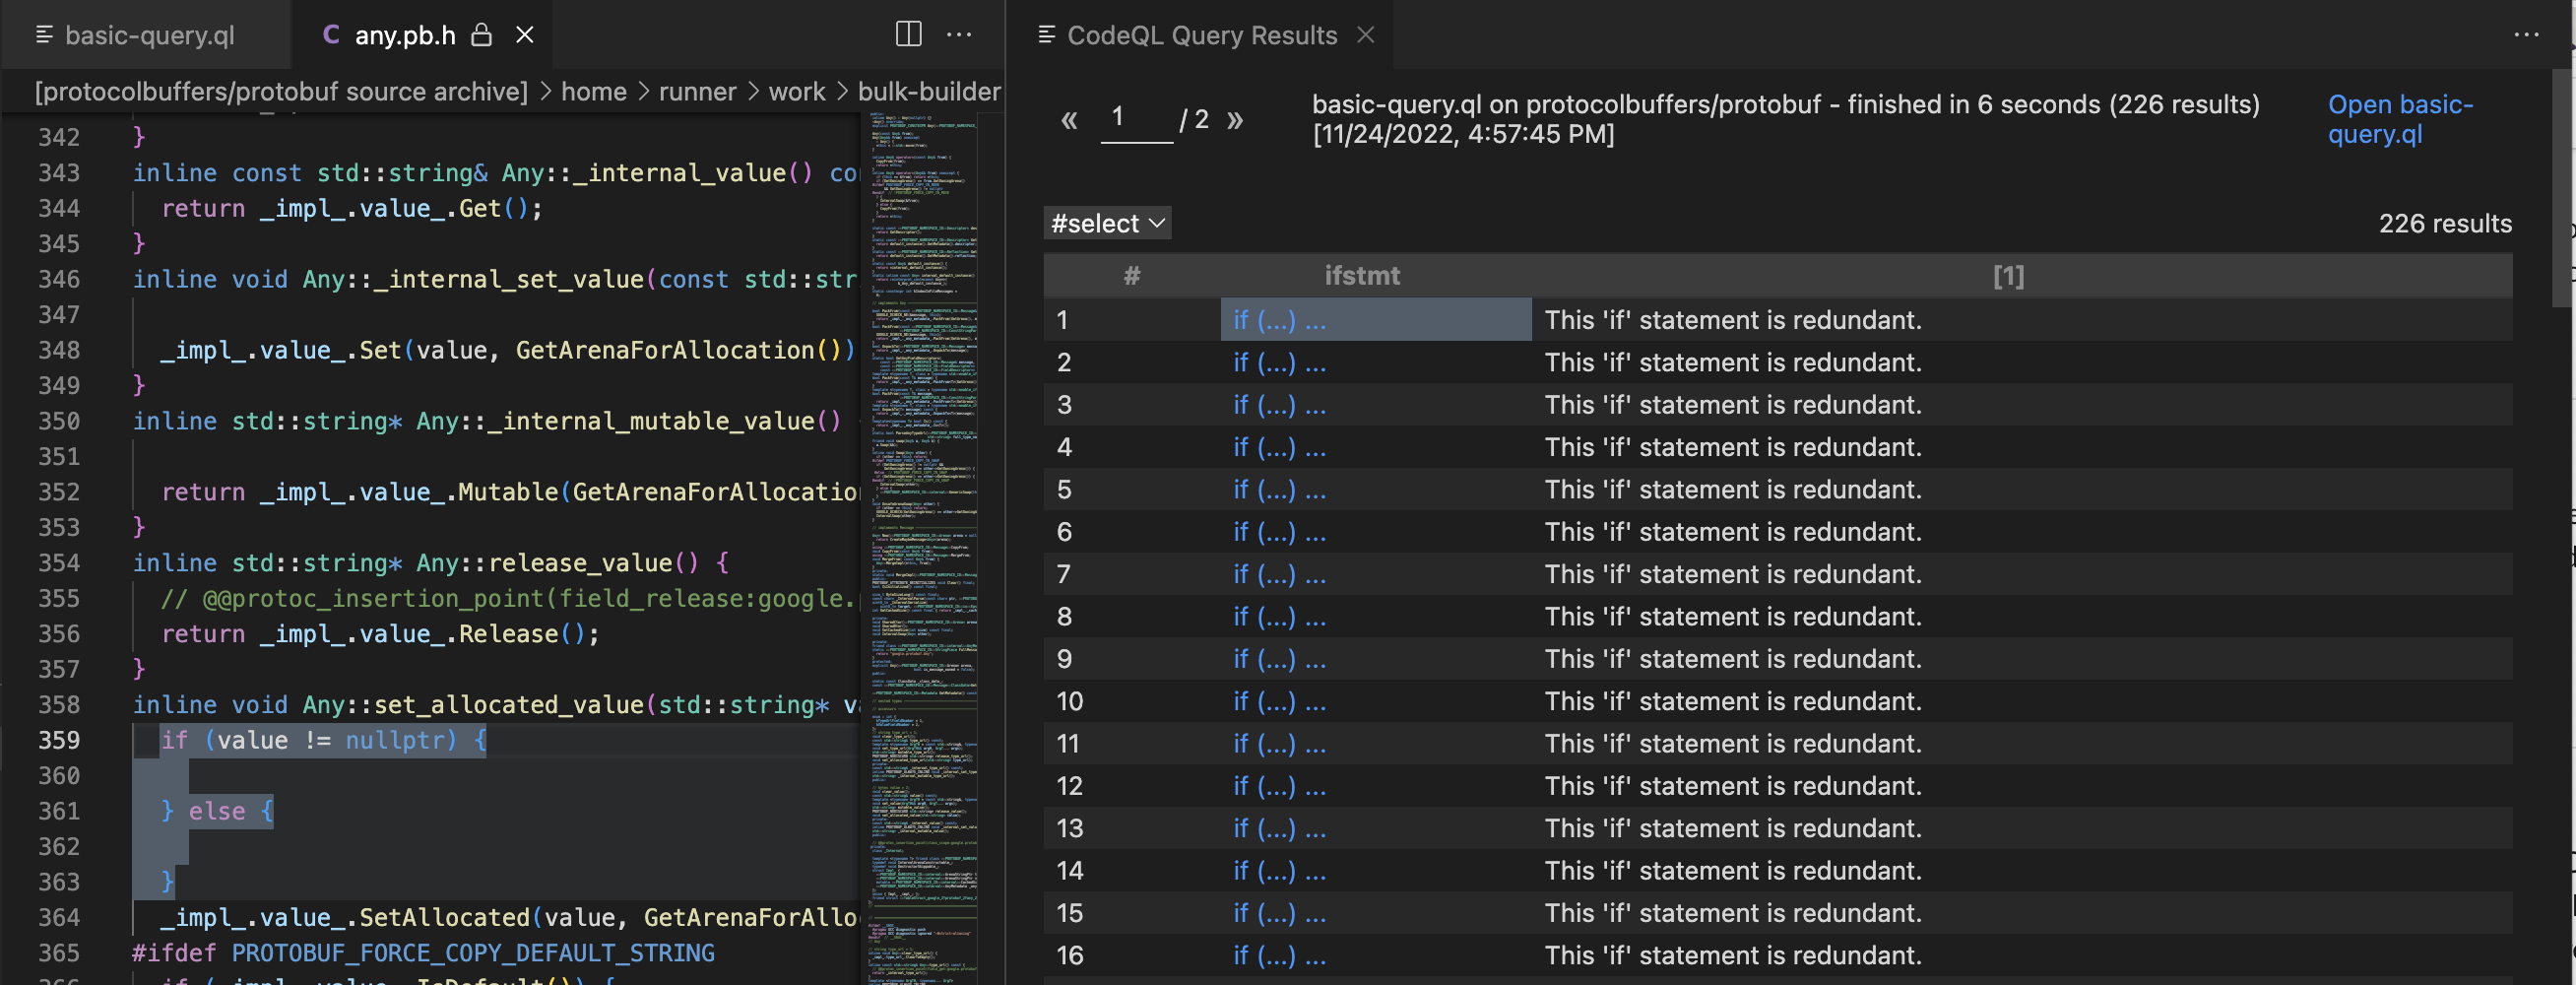 basic-query.ql
C any.pb.h
[protocolbuffers/protobuf source archive] > home > runner > work > bulk-builder
342 }
343 inline const std::string& Any::_internal_value()
344 return _impl_.value_.Get();
345 }
346 inline void Any::_internal_set_value(const
347
348 _impl_.value_.Set(value, GetArenaForAllocation())
349 }
350 inline std::string* Any::_internal_mutable_value()
351
352 return _impl_.value_.Mutable(GetArenaForAllocation
353 }
354 inline std::string* Any::release_value() {
355 // @@protoc_insertion_point(field_release:google.
356 return _impl_.value_.Release();
357 }
358 inline void Any::set_allocated_value(std::string*
359 if (value != nullptr) {
360
361 } else {
362
363 }
364 _impl_.value_.SetAllocated(value,
365 #ifdef PROTOBUF_FORCE_COPY_DEFAULT_STRING
CodeQL Query Results
« 1 / 2 »
basic-query.ql on protocolbuffers/protobuf - finished in 6 seconds (226 results)
[11/24/2022, 4:57:45 PM]
Open basic-
query.ql
#select
226 results
# ifstmt [1]
1 if (...) ... This 'if' statement is redundant.
2 if (...) ... This 'if' statement is redundant.
3 if (...) ... This 'if' statement is redundant.
4 if (...) ... This 'if' statement is redundant.
5 if (...) ... This 'if' statement is redundant.
6 if (...) ... This 'if' statement is redundant.
7 if (...) ... This 'if' statement is redundant.
8 if (...) ... This 'if' statement is redundant.
9 if (...) ... This 'if' statement is redundant.
10 if (...) ... This 'if' statement is redundant.
11 if (...) ... This 'if' statement is redundant.
12 if (...) ... This 'if' statement is redundant.
13 if (...) ... This 'if' statement is redundant.
14 if (...) ... This 'if' statement is redundant.
15 if (...) ... This 'if' statement is redundant.
16 if (...) ... This 'if' statement is redundant.